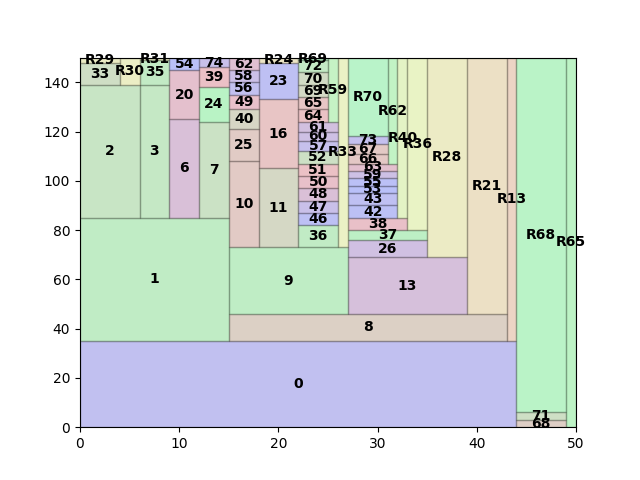 R29 R31 R24 R69
33 R30 35 54 74 62 72
20 39 58 23 70 R59 R70
56 69
24 49 65 R62
40 64
16 61 73 R40
2 3 6 7 25 60 67 R36
57 66 R28
52 R33 63
51 59
50 55
10 11 48 53 R21 R13
43
47 42
46 38
36 37
26
1 9 13 R68 R65
8
0
71
68
140
120
100
80
60
40
20
0
0 10 20 30 40 50